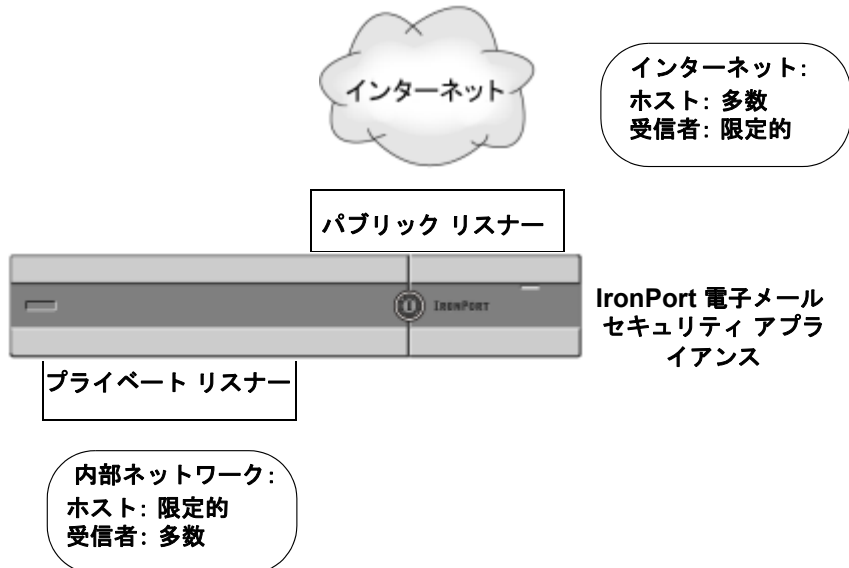 インターネット
インターネット:
ホスト: 多数
受信者: 限定的
パブリック リスナー
IRONPORT
IronPort 電子メール
セキュリティ アプラ
イアンス
プライベート リスナー
内部ネットワーク:
ホスト: 限定的
受信者: 多数